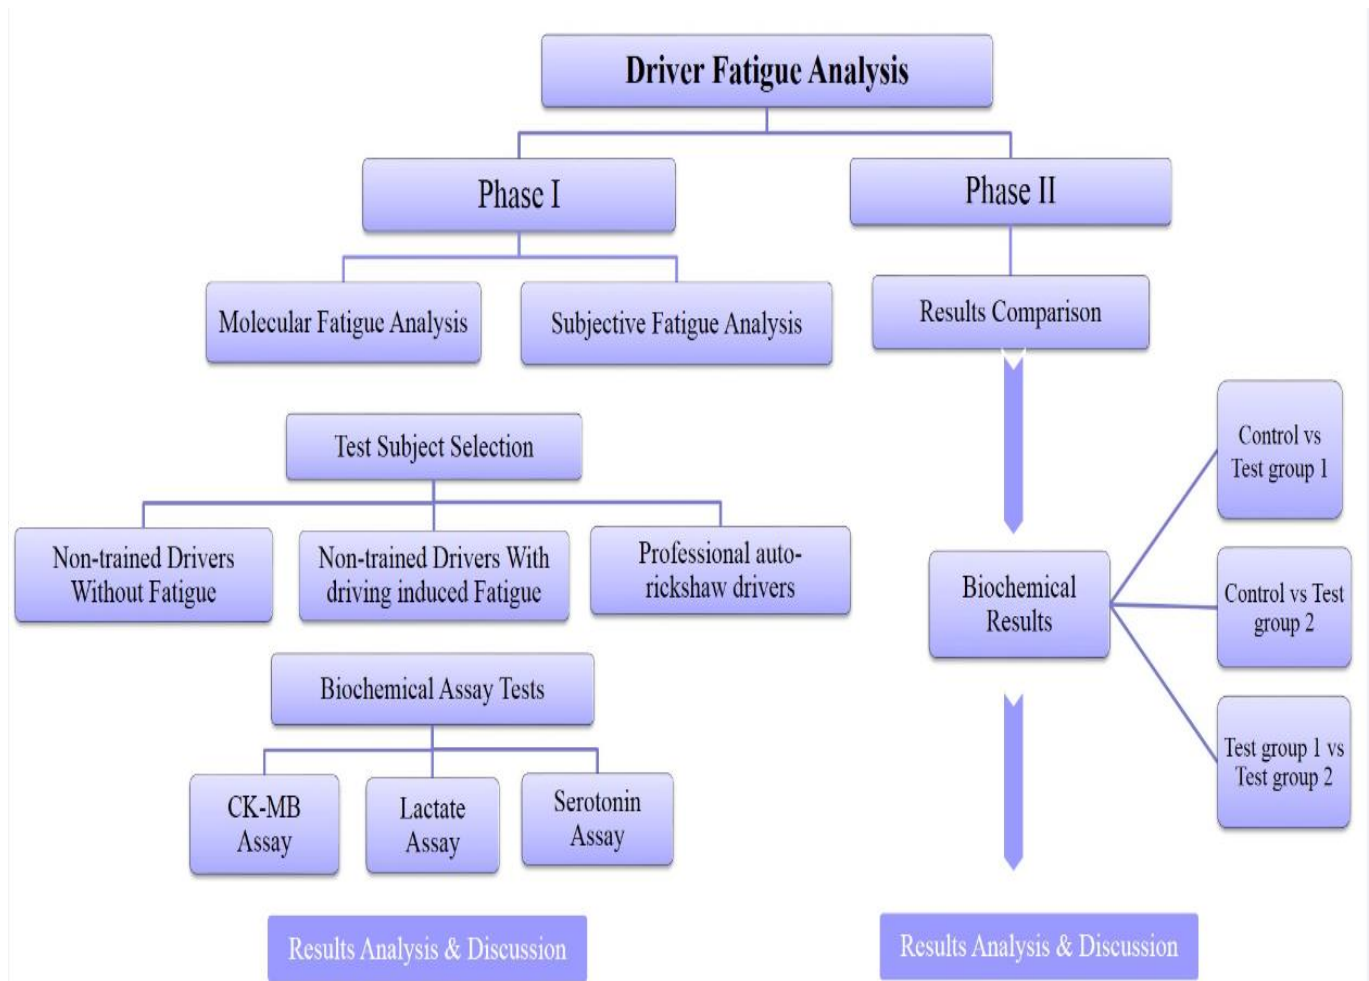 Driver Fatigue Analysis
Phase I
Phase II
Molecular Fatigue Analysis
Subjective Fatigue Analysis
Results Comparison
Test Subject Selection
Non-trained Drivers
Without Fatigue
Non-trained Drivers With
driving induced Fatigue
Professional auto-
rickshaw drivers
Biochemical Assay Tests
CK-MB
Assay
Lactate
Assay
Serotonin
Assay
Results Analysis & Discussion
Biochemical
Results
Control vs
Test group 1
Control vs Test
group 2
Test group 1 vs
Test group 2
Results Analysis & Discussion